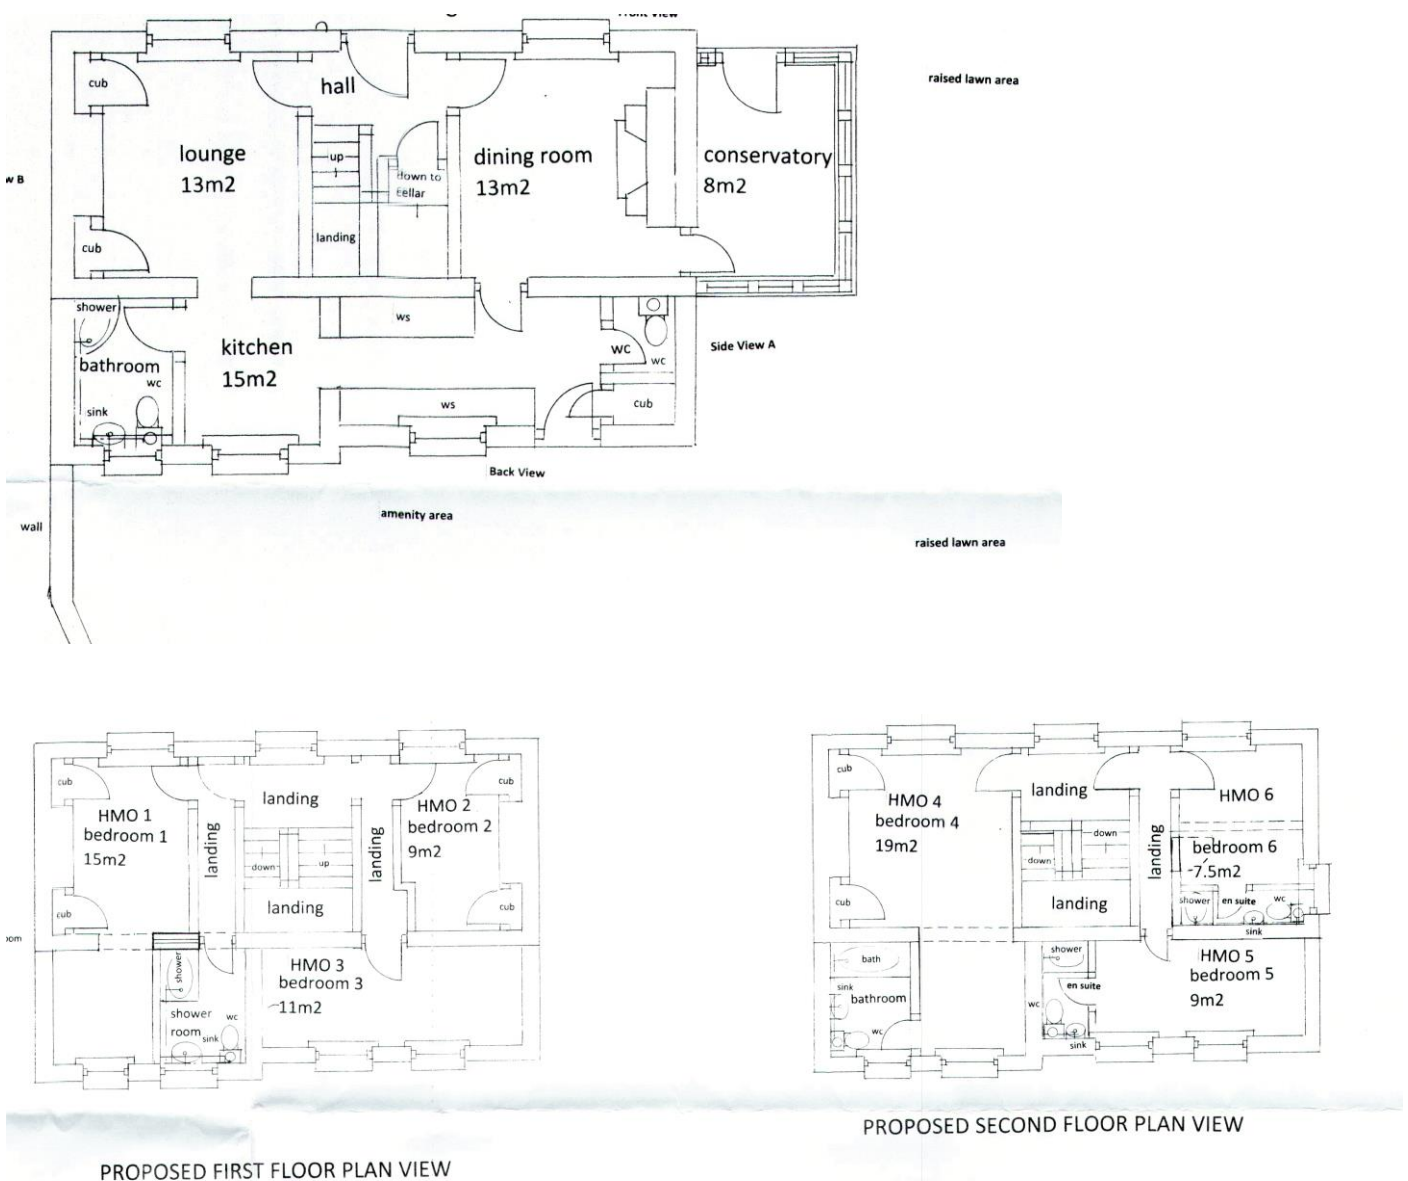 Front View
raised lawn area
cub
hall
lounge
13m2
up
dining room
13m2
conservatory
8m2
w B
down to
cellar
landing
cub
shower
ws
kitchen
15m2
bathroom
wc
sink
wc
wc
Side View A
ws
cub
Back View
amenity area
wall
raised lawn area
cub
HMO 1
bedroom 1
15m2
landing
landing
down
up
landing
landing
HMO 2
bedroom 2
9m2
cub
cub
cub
oom
HMO 3
bedroom 3
11m2
shower
shower
room
wc
sink
PROPOSED FIRST FLOOR PLAN VIEW
cub
HMO 4
bedroom 4
19m2
landing
down
down
landing
landing
HMO 6
bedroom 6
7.5m2
shower
en suite
wc
sink
cub
bath
sink
bathroom
wc
shower
en suite
wc
sink
HMO 5
bedroom 5
9m2
PROPOSED SECOND FLOOR PLAN VIEW